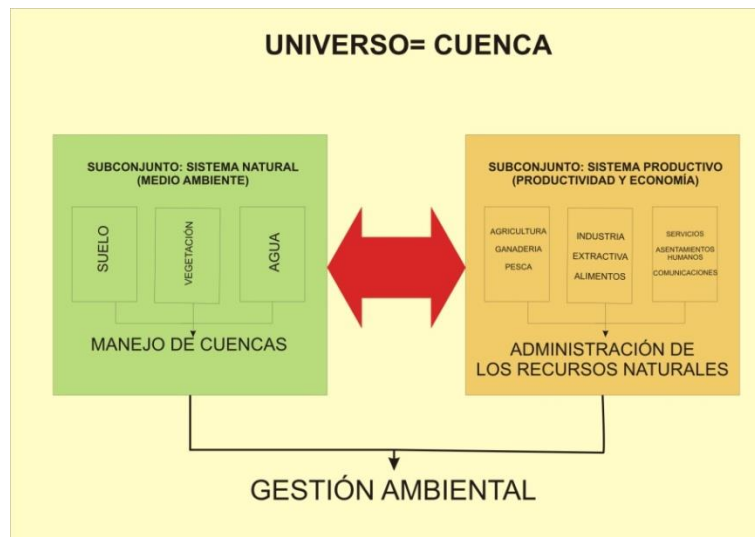 UNIVERSO= CUENCA
SUBCONJUNTO: SISTEMA NATURAL
(MEDIO AMBIENTE)
SUELO
VEGETACIÓN
AGUA
MANEJO DE CUENCAS
SUBCONJUNTO: SISTEMA PRODUCTIVO
(PRODUCTIVIDAD Y ECONOMÍA)
AGRICULTURA
GANADERIA
PESCA
INDUSTRIA
EXTRACTIVA
ALIMENTOS
SERVICIOS
ASENTAMIENTOS
HUMANOS
COMUNICACIONES
ADMINISTRACIÓN DE
LOS RECURSOS NATURALES
GESTIÓN AMBIENTAL